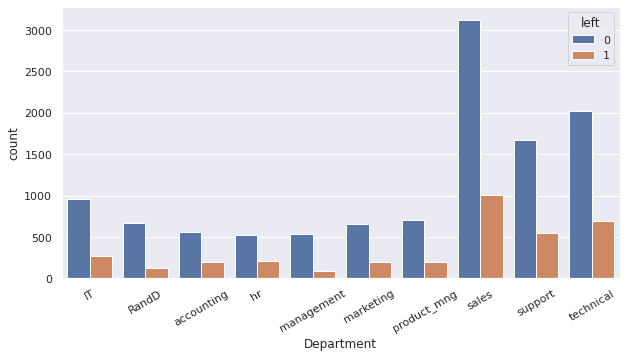 left
0
1
count
3000
2500
2000
1500
1000
500
0
IT
RandD
accounting
hr
management
marketing
product_mng
sales
support
technical
Department